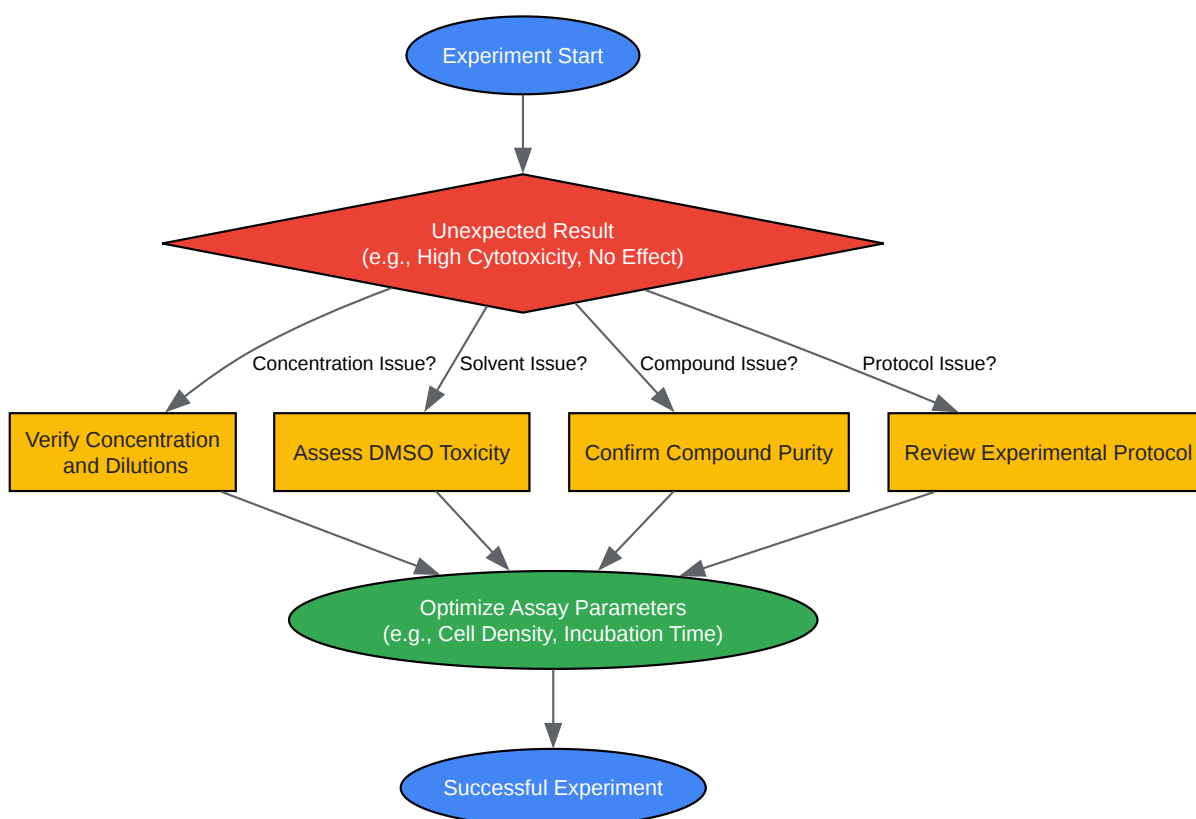 Experiment Start
Unexpected Result
(e.g., High Cytotoxicity, No Effect)
Concentration Issue?
Solvent Issue?
Compound Issue?
Protocol Issue?
Verify Concentration
and Dilutions
Assess DMSO Toxicity
Confirm Compound Purity
Review Experimental Protocol
Optimize Assay Parameters
(e.g., Cell Density, Incubation Time)
Successful Experiment